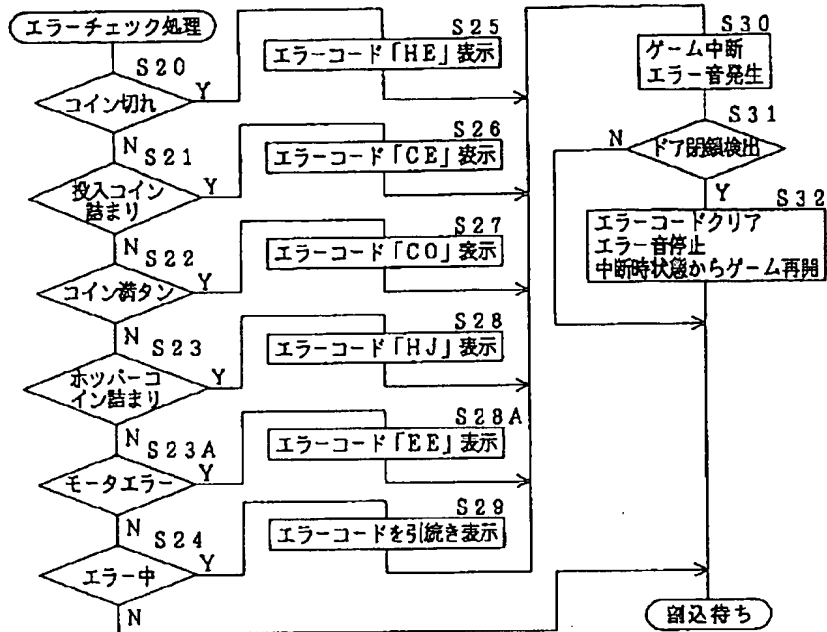 エラーチェック処理
S20
コイン切れ
Y
N
S25
エラーコード「HE」表示
S21
投入コイン
詰まり
Y
N
S26
エラーコード「CE」表示
S22
コイン満タン
Y
N
S27
エラーコード「CO」表示
S23
ホッパーコ
イン詰まり
Y
N
S28
エラーコード「HJ」表示
S23A
モータエラー
Y
N
S28A
エラーコード「EE」表示
S24
エラー中
Y
N
S29
エラーコードを引続き表示
S30
ゲーム中断
エラー音発生
S31
ドア閉鎖検出
N
Y
S32
エラーコードクリア
エラー音停止
中断時状態からゲーム再開
割込待ち